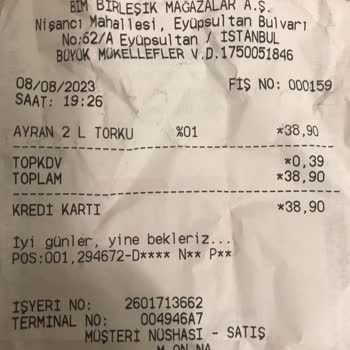 BİM BİRLEŞİK MAĞAZALAR A.Ş.
Nişancı Mahallesi, Eyüpsultan Bulvarı
No:62/A Eyüpsultan / İSTANBUL
BÜYÜK MÜKELLEFLER V.D.1750051846
08/08/2023 FİŞ NO: 000159
SAAT: 19:26
AYRAN 2 L TORKU %01 *38,90
TOPKDV *0,39
TOPLAM *38,90
KREDİ KARTI *38,90
İyi günler, yine bekleriz...
POS:001,294672-D**** N** P**
İŞYERİ NO: 2601713662
TERMİNAL NO: 004946A7
MÜŞTERİ NÜSHASI - SATIŞ